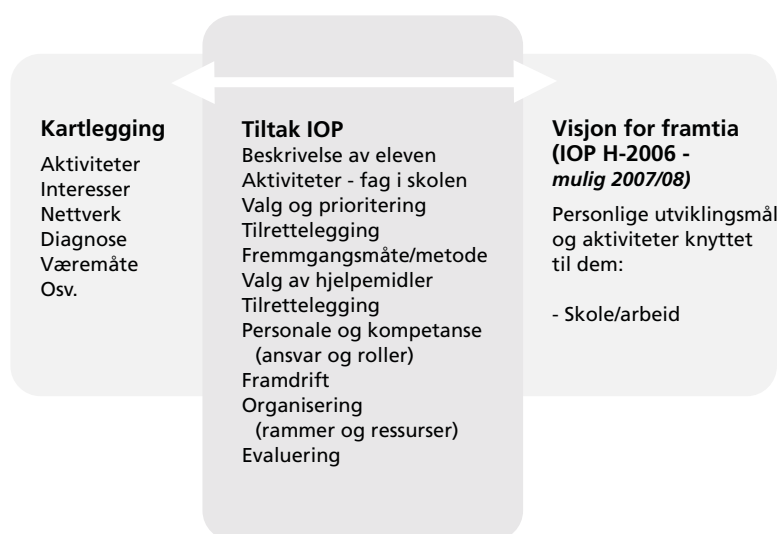 Kartlegging
Aktiviteter
Interesser
Nettverk
Diagnose
Væremåte
Osv.
Tiltak IOP
Beskrivelse av eleven
Aktiviteter - fag i skolen
Valg og prioritering
Tilrettelegging
Fremmgangsmåte/metode
Valg av hjelpemidler
Tilrettelegging
Personale og kompetanse
(ansvar og roller)
Framdrift
Organisering
(rammer og ressurser)
Evaluering
Visjon for framtia
(IOP H-2006 -
mulig 2007/08)
Personlige utviklingsmål
og aktiviteter knyttet
til dem:
- Skole/arbeid